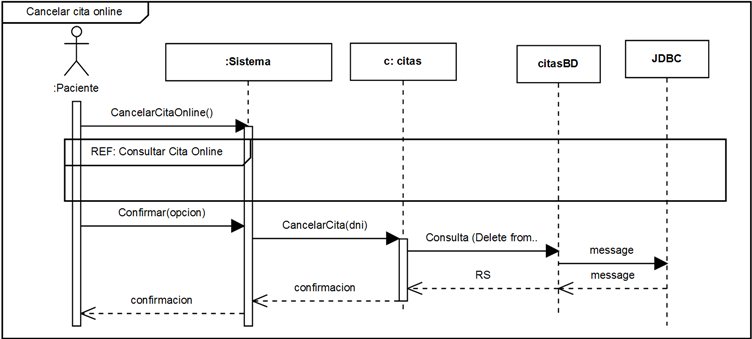 Cancelar cita online
:Paciente
:Sistema
c: citas
citasBD
JDBC
CancelarCitaOnline()
REF: Consultar Cita Online
Confirmar(opcion)
CancelarCita(dni)
Consulta (Delete from..
message
message
RS
confirmacion
confirmacion